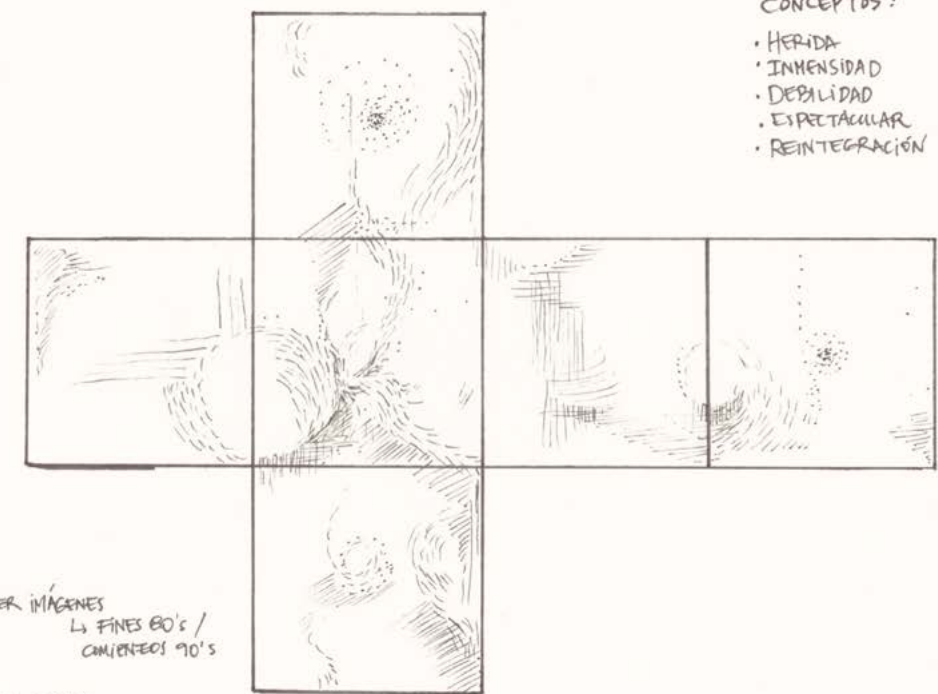 CONCEPTOS:
· HERIDA
· INMENSIDAD
· DEBILIDAD
· ESPECTACULAR
· REINTEGRACIÓN
IMÁGENES
↳ FINES 80's /
COMIENZOS 90's